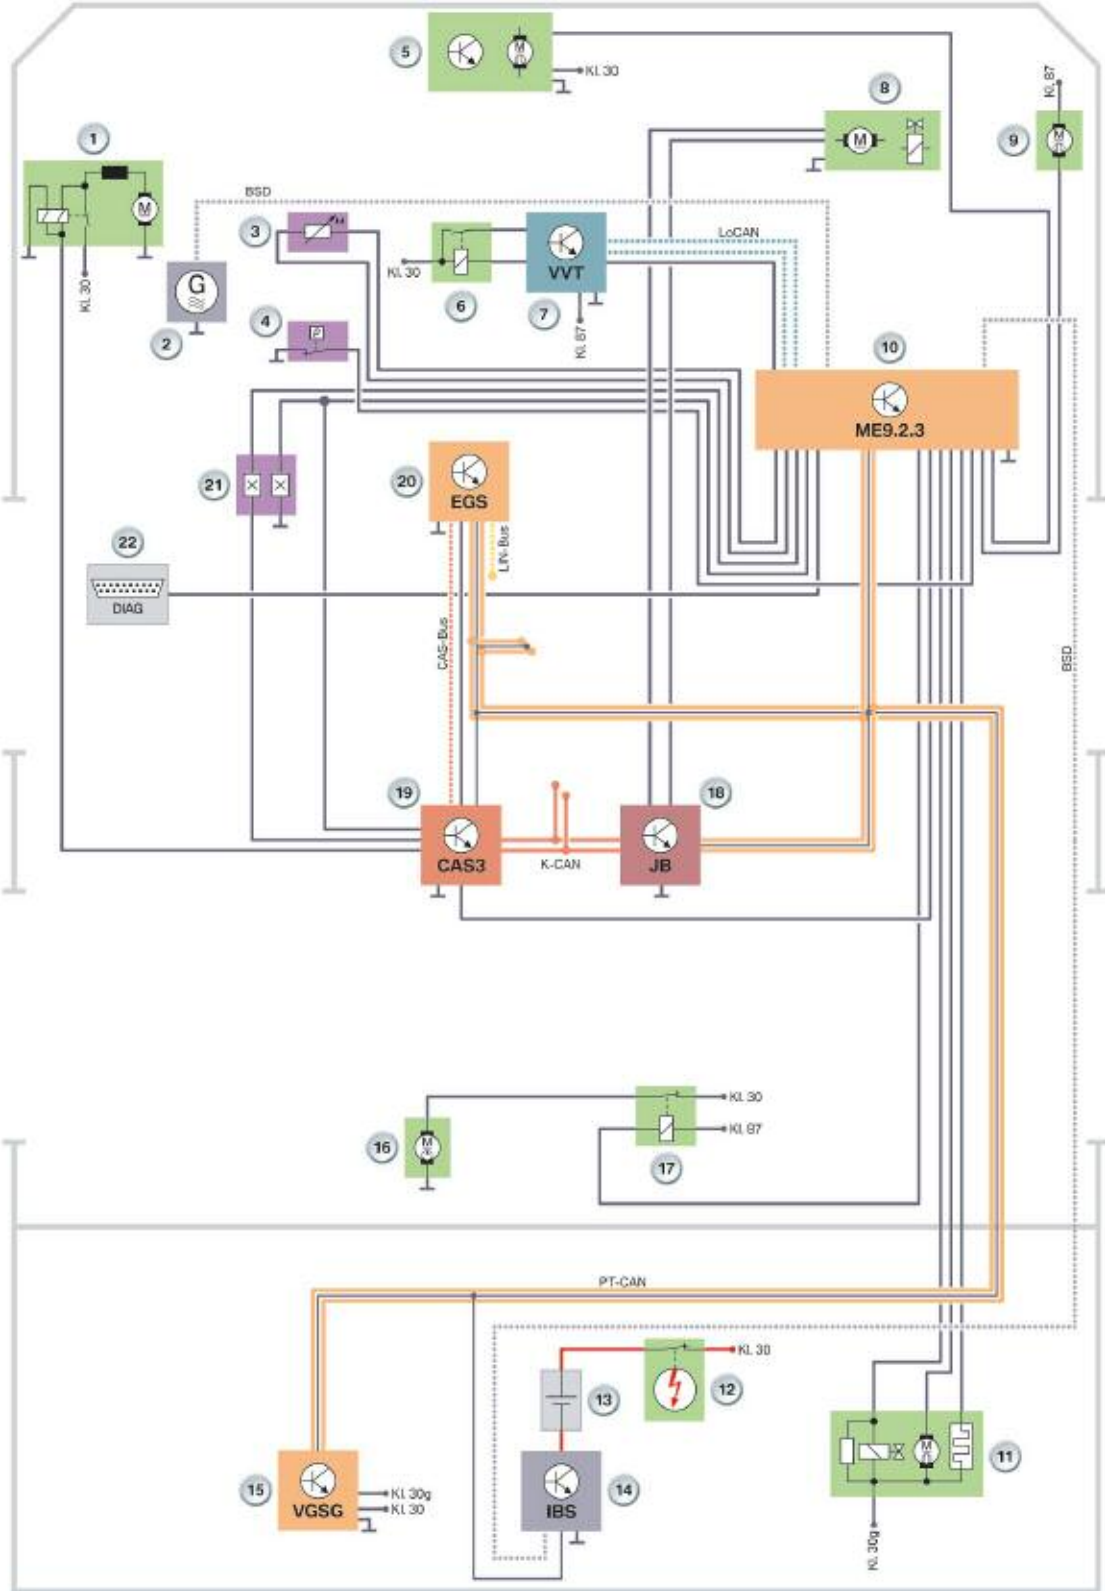 5
M
Kl. 30
8
M
Kl. 87
9
M
1
M
Kl. 30
BSD
3
G
2
4
P
Kl. 30
6
VVT
7
Kl. 87
LoCAN
10
ME9.2.3
20
EGS
LIN-Bus
21
22
DIAG
CAS-Bus
BSD
19
CAS3
K-CAN
18
JB
16
M
Kl. 30
Kl. 87
17
PT-CAN
Kl. 30
12
13
15
VGSG
Kl. 30g
Kl. 30
14
IBS
M
11
Kl. 30g